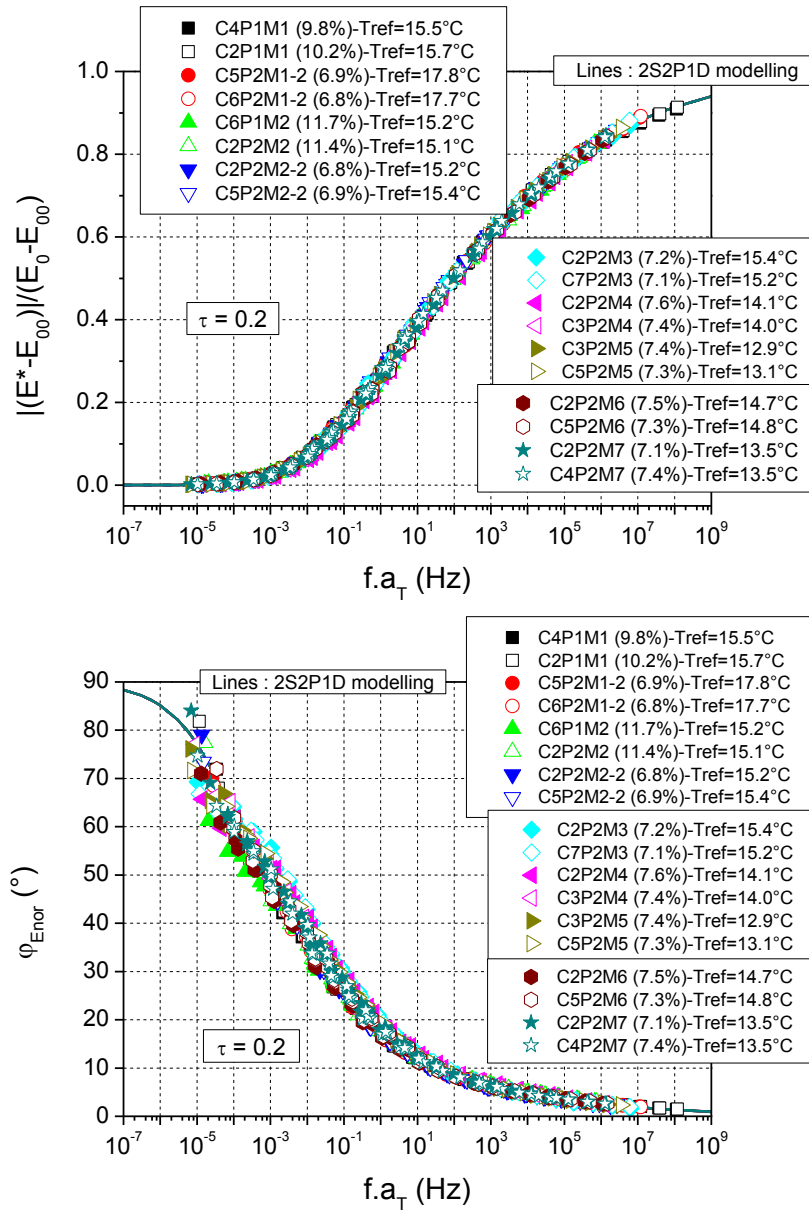 C4P1M1 (9.8%)-Tref=15.5°C
C2P1M1 (10.2%)-Tref=15.7°C
C5P2M1-2 (6.9%)-Tref=17.8°C
C6P2M1-2 (6.8%)-Tref=17.7°C
C6P1M2 (11.7%)-Tref=15.2°C
C2P2M2 (11.4%)-Tref=15.1°C
C2P2M2-2 (6.8%)-Tref=15.2°C
C5P2M2-2 (6.9%)-Tref=15.4°C
Lines : 2S2P1D modelling
C2P2M3 (7.2%)-Tref=15.4°C
C7P2M3 (7.1%)-Tref=15.2°C
C2P2M4 (7.6%)-Tref=14.1°C
C3P2M4 (7.4%)-Tref=14.0°C
C3P2M5 (7.4%)-Tref=12.9°C
C5P2M5 (7.3%)-Tref=13.1°C
C2P2M6 (7.5%)-Tref=14.7°C
C5P2M6 (7.3%)-Tref=14.8°C
C2P2M7 (7.1%)-Tref=13.5°C
C4P2M7 (7.4%)-Tref=13.5°C
τ = 0.2
|(E*-E00)|/(E0-E00)
1.0
0.8
0.6
0.4
0.2
0.0
10-7 10-5 10-3 10-1 101 103 105 107 109
f.aT (Hz)
C4P1M1 (9.8%)-Tref=15.5°C
C2P1M1 (10.2%)-Tref=15.7°C
C5P2M1-2 (6.9%)-Tref=17.8°C
C6P2M1-2 (6.8%)-Tref=17.7°C
C6P1M2 (11.7%)-Tref=15.2°C
C2P2M2 (11.4%)-Tref=15.1°C
C2P2M2-2 (6.8%)-Tref=15.2°C
C5P2M2-2 (6.9%)-Tref=15.4°C
Lines : 2S2P1D modelling
C2P2M3 (7.2%)-Tref=15.4°C
C7P2M3 (7.1%)-Tref=15.2°C
C2P2M4 (7.6%)-Tref=14.1°C
C3P2M4 (7.4%)-Tref=14.0°C
C3P2M5 (7.4%)-Tref=12.9°C
C5P2M5 (7.3%)-Tref=13.1°C
C2P2M6 (7.5%)-Tref=14.7°C
C5P2M6 (7.3%)-Tref=14.8°C
C2P2M7 (7.1%)-Tref=13.5°C
C4P2M7 (7.4%)-Tref=13.5°C
τ = 0.2
φEnor (°)
90
80
70
60
50
40
30
20
10
0
10-7 10-5 10-3 10-1 101 103 105 107 109
f.aT (Hz)